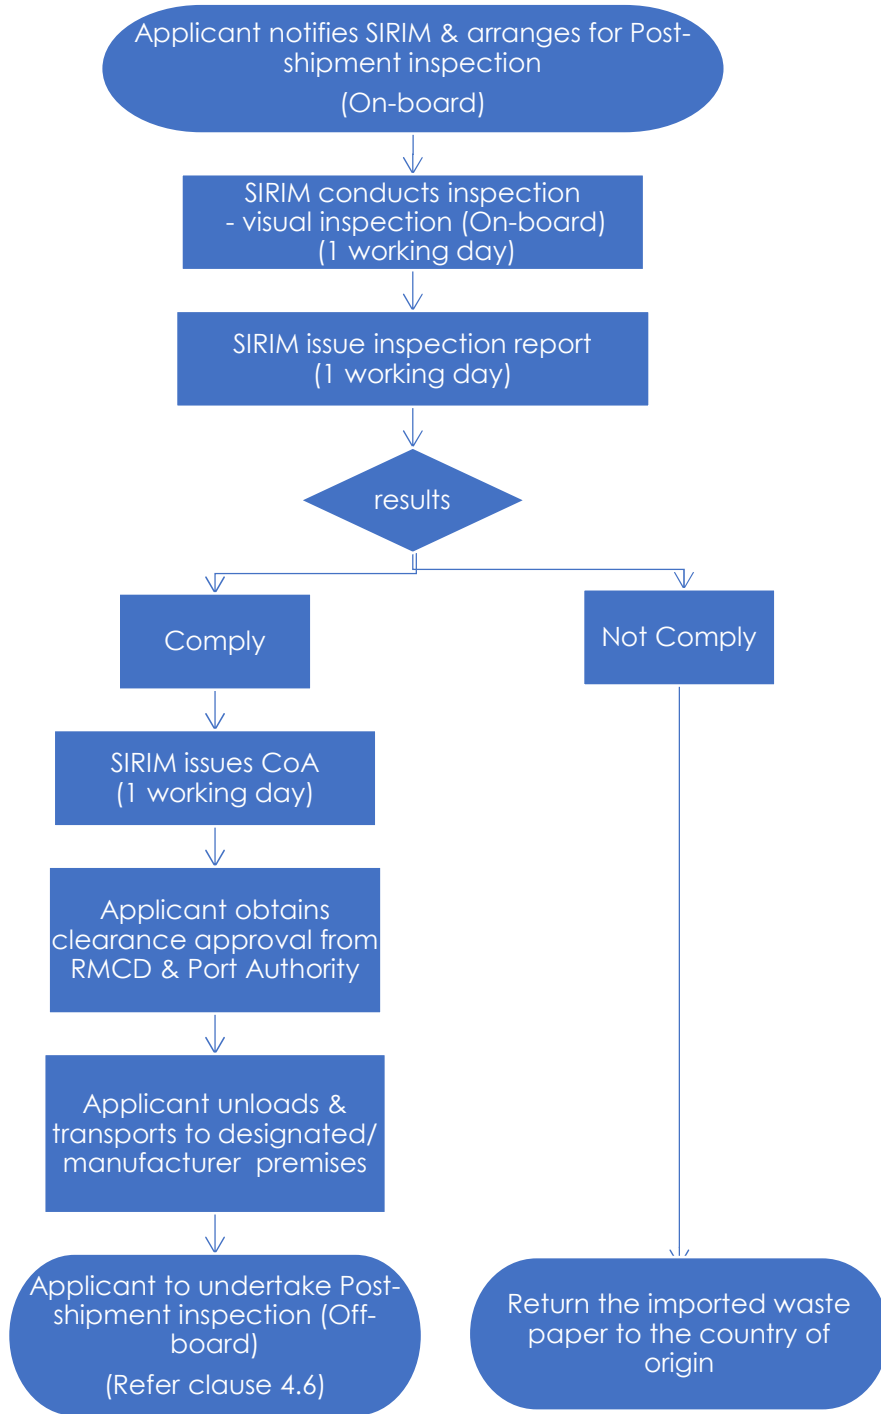 Applicant notifies SIRIM & arranges for Post-
shipment inspection
(On-board)
SIRIM conducts inspection
- visual inspection (On-board)
(1 working day)
SIRIM issue inspection report
(1 working day)
results
Comply
Not Comply
SIRIM issues CoA
(1 working day)
Applicant obtains
clearance approval from
RMCD & Port Authority
Applicant unloads &
transports to designated/
manufacturer premises
Applicant to undertake Post-
shipment inspection (Off-
board)
(Refer clause 4.6)
Return the imported waste
paper to the country of
origin